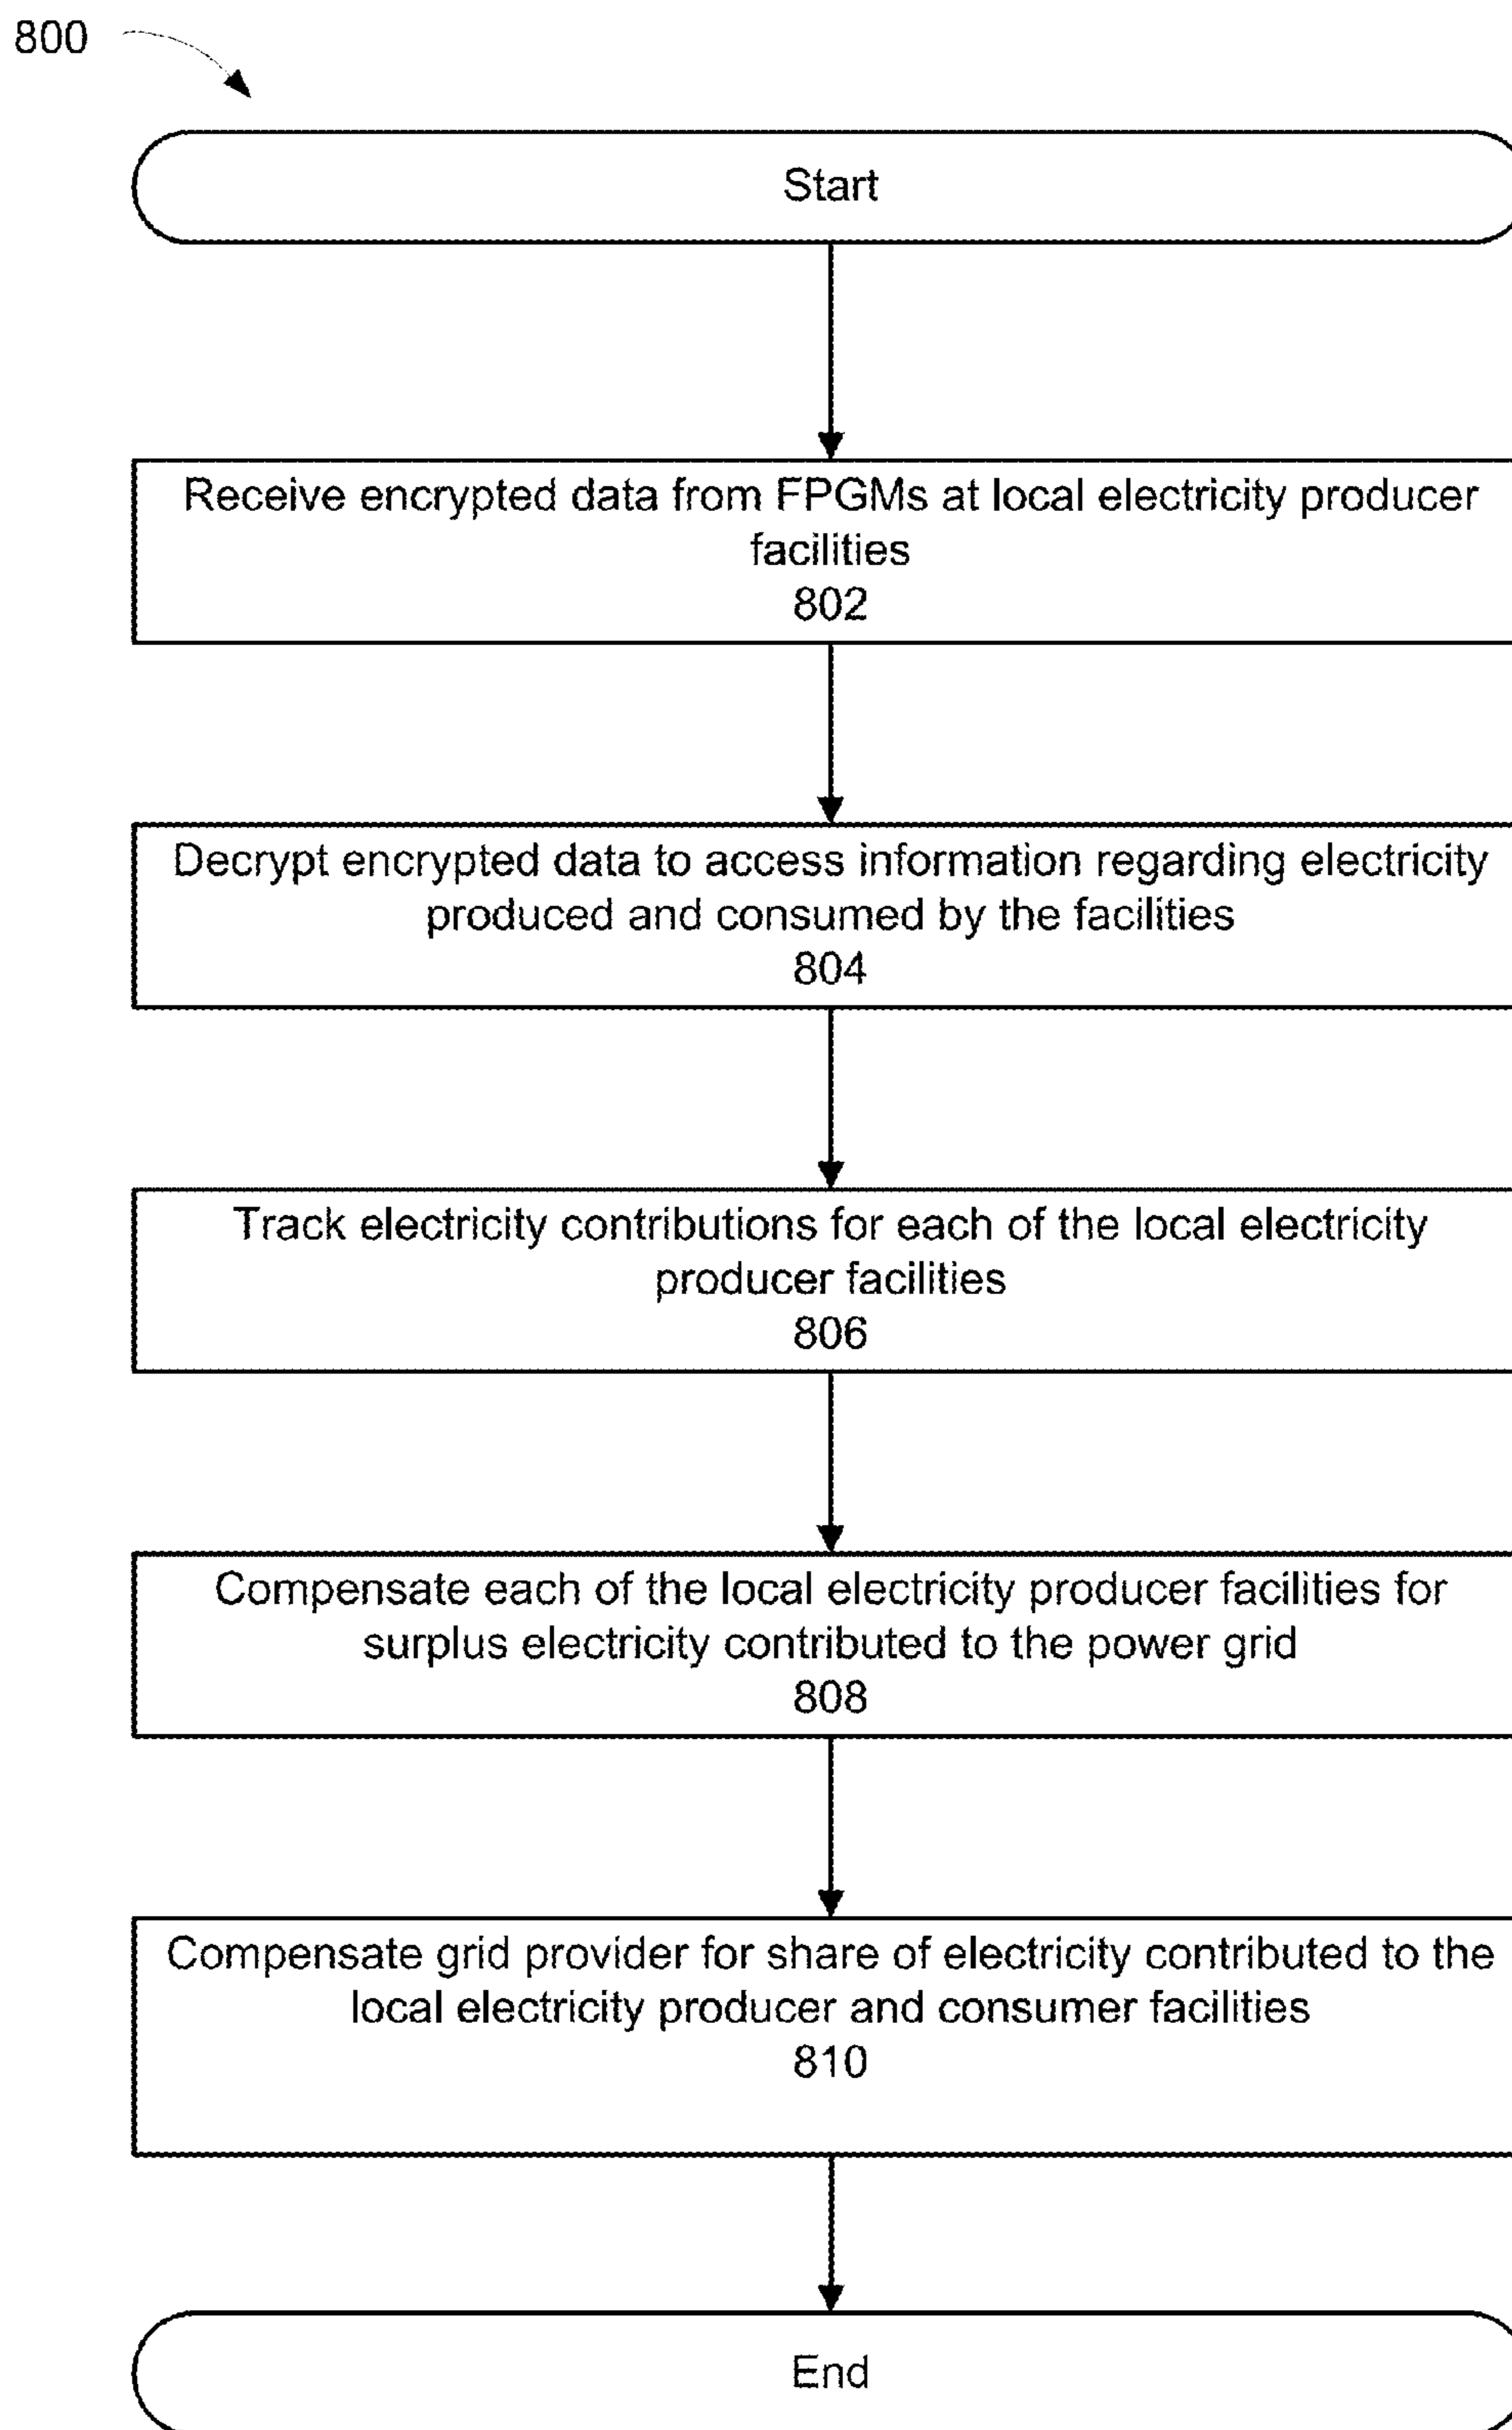 800
Start
Receive encrypted data from FPGMs at local electricity producer
facilities
802
Decrypt encrypted data to access information regarding electricity
produced and consumed by the facilities
804
Track electricity contributions for each of the local electricity
producer facilities
806
Compensate each of the local electricity producer facilities for
surplus electricity contributed to the power grid
808
Compensate grid provider for share of electricity contributed to the
local electricity producer and consumer facilities
810
End